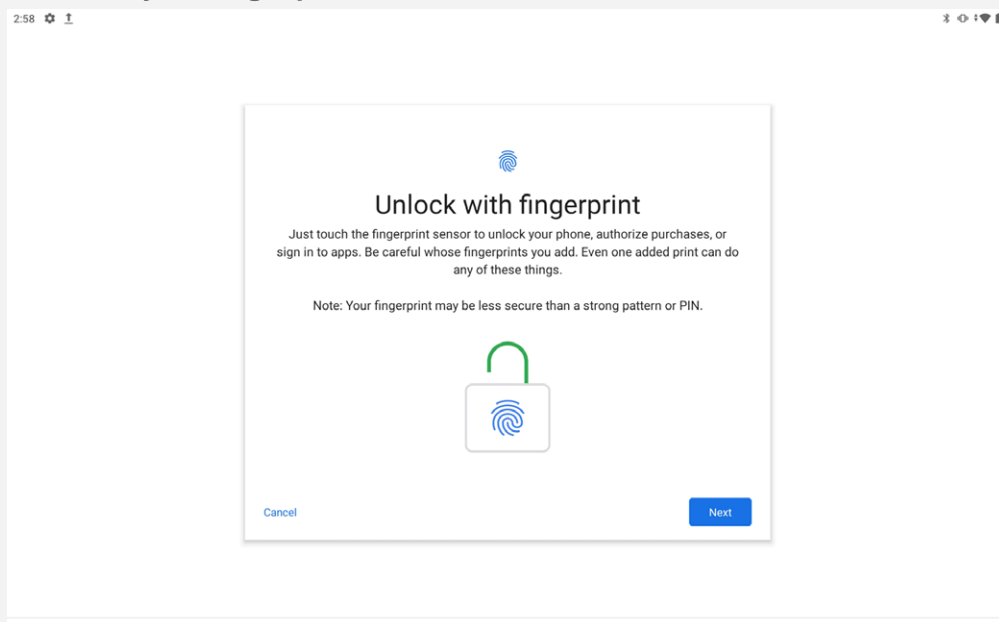 2:58
Unlock with fingerprint
Just touch the fingerprint sensor to unlock your phone, authorize purchases, or
sign in to apps. Be careful whose fingerprints you add. Even one added print can do
any of these things.
Note: Your fingerprint may be less secure than a strong pattern or PIN.
Cancel
Next